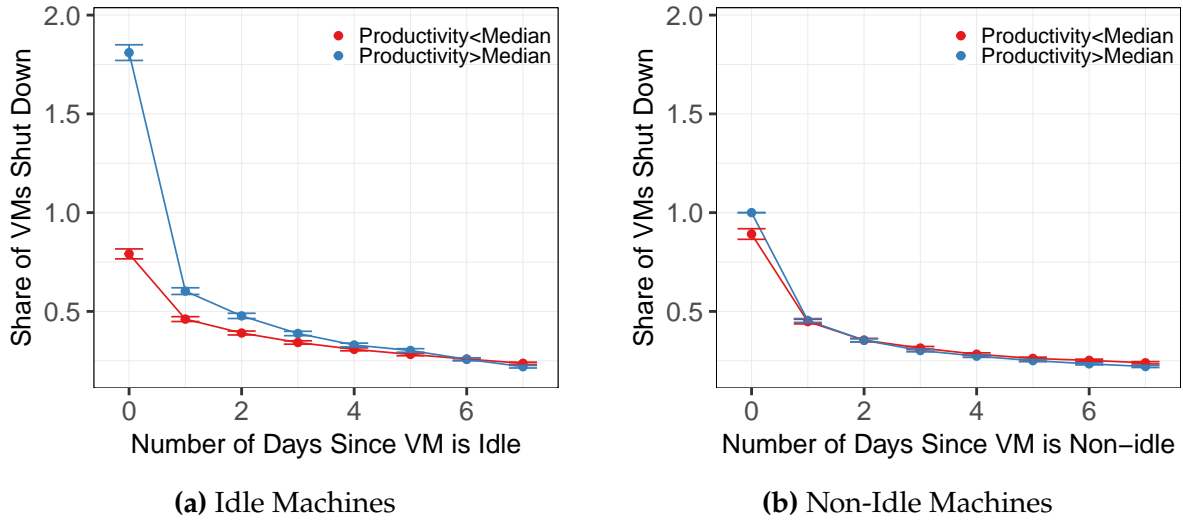 Share of VMs Shut Down
2.0
1.5
1.0
0.5
Productivity<Median
Productivity>Median
0 2 4 6
Number of Days Since VM is Idle
(a) Idle Machines
Share of VMs Shut Down
2.0
1.5
1.0
0.5
Productivity<Median
Productivity>Median
0 2 4 6
Number of Days Since VM is Non−idle
(b) Non-Idle Machines